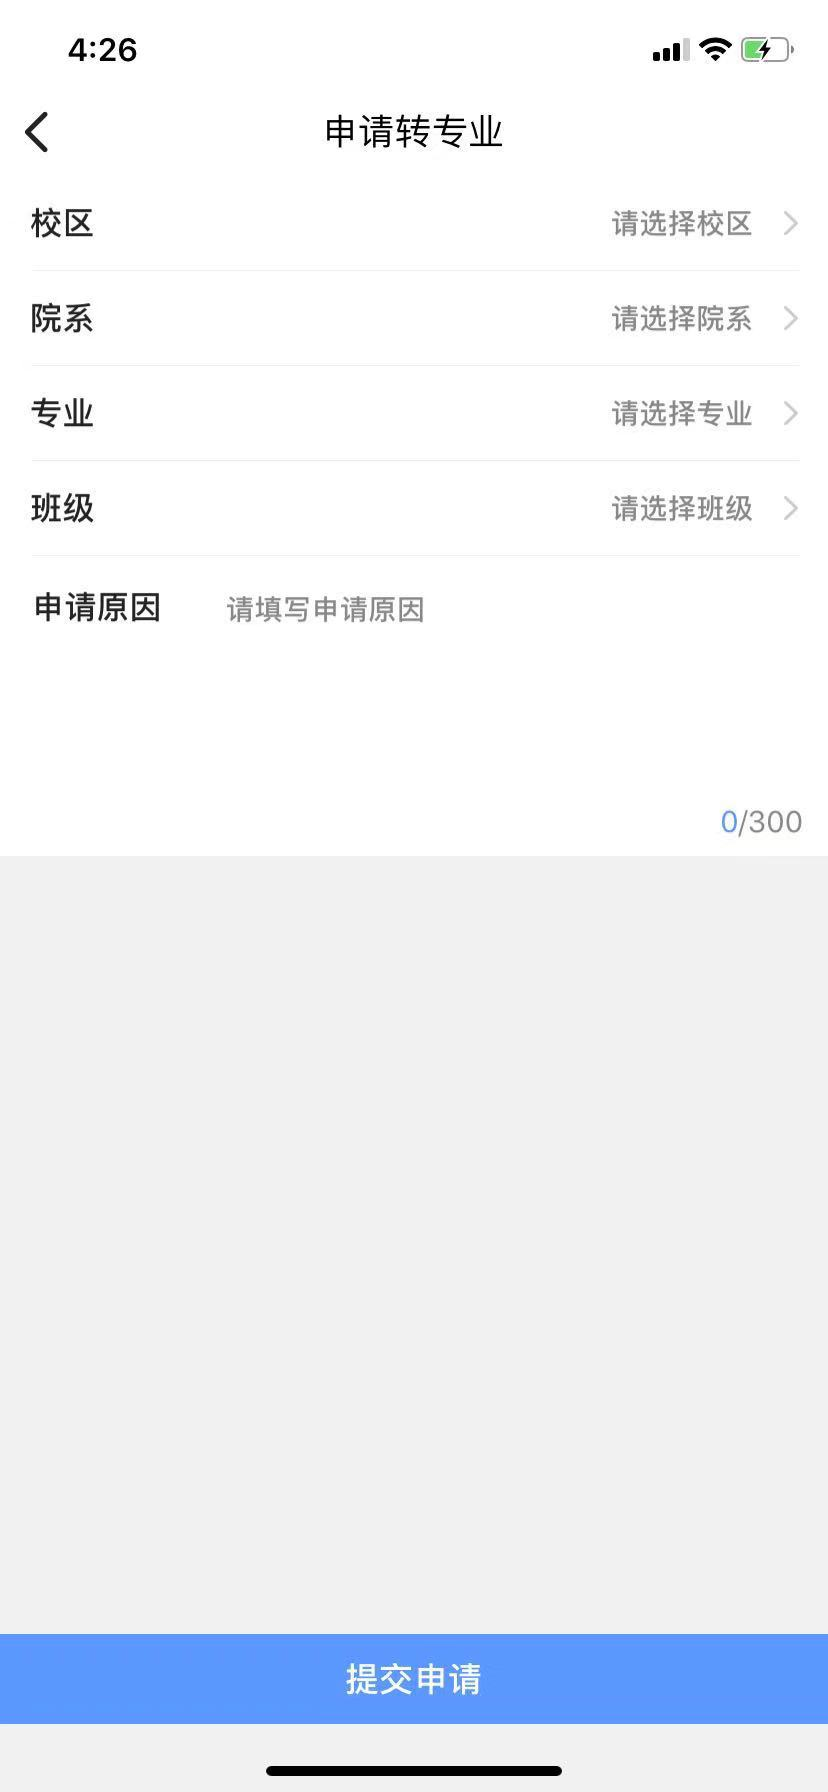 4:26
申请转专业
校区 请选择校区
院系 请选择院系
专业 请选择专业
班级 请选择班级
申请原因 请填写申请原因
0/300
提交申请